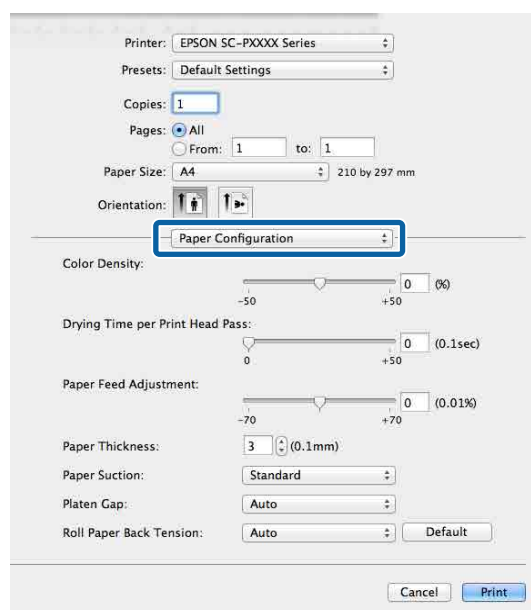 Printer: EPSON SC-PXXXX Series
Presets: Default Settings
Copies: 1
Pages: All
From: 1 to: 1
Paper Size: A4 210 by 297 mm
Orientation:
Paper Configuration
Color Density:
0 (%)
-50 +50
Drying Time per Print Head Pass:
0 (0.1sec)
0 +50
Paper Feed Adjustment:
0 (0.01%)
-70 +70
Paper Thickness: 3 (0.1mm)
Paper Suction: Standard
Platen Gap: Auto
Roll Paper Back Tension: Auto Default
Cancel Print